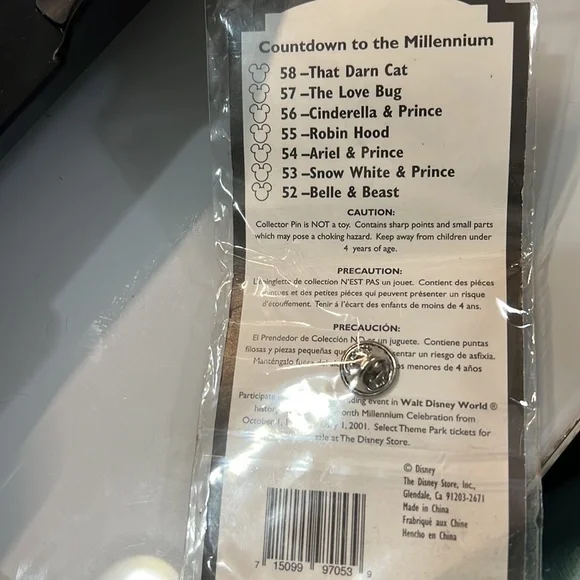 Countdown to the Millennium
58 –That Darn Cat
57 –The Love Bug
56 –Cinderella & Prince
55 –Robin Hood
54 –Ariel & Prince
53 –Snow White & Prince
52 –Belle & Beast
CAUTION:
Collector Pin is NOT a toy. Contains sharp points and small parts
which may pose a choking hazard. Keep away from children under
4 years of age.
PRECAUTION:
L'épinglette de collection N'EST PAS un jouet. Contient des pièces
pointues et des petites pièces qui peuvent présenter un risque
d'étouffement. Tenir à l'écart des enfants de moins de 4 ans.
PRECAUCIÓN:
El Prendedor de Colección un juguete. Contiene puntas
filosas y piezas pequeñas un riesgo de asfixia.
Manténgalo menores de 4 años
Participate event in Walt Disney World ®
Millennium Celebration from
October 1, 2001. Select Theme Park tickets for
at The Disney Store.
© Disney
The Disney Store, Inc.,
Glendale, Ca 91203-2671
Made in China
Frabriqué aux Chine
Hencho en China
7 15099 97053 9